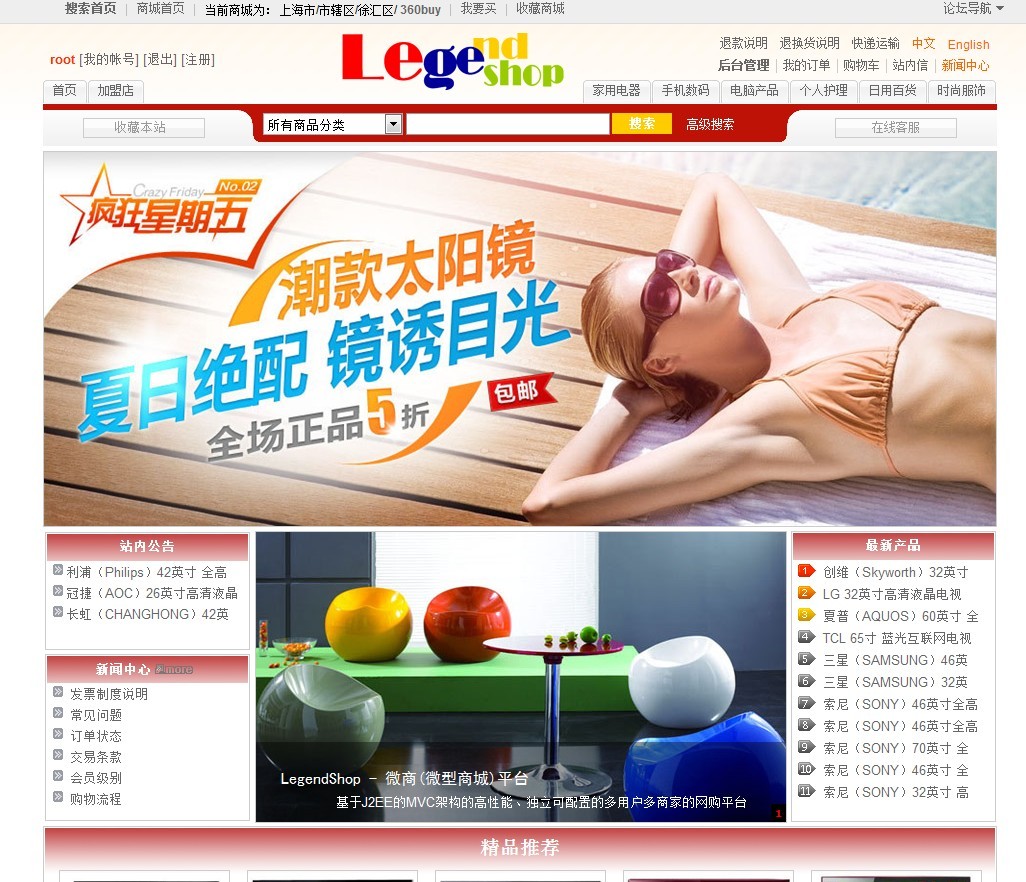 搜索首页 商城首页 当前商城为： 上海市/市辖区/徐汇区/ 360buy 我要买 收藏商城 论坛导航
root [我的帐号] [退出] [注册]
Legend shop
退款说明 退换货说明 快递运输 中文 English
后台管理 我的订单 购物车 站内信 新闻中心
首页 加盟店 家用电器 手机数码 电脑产品 个人护理 日用百货 时尚服饰
收藏本站 所有商品分类 搜索 高级搜索 在线客服
Crazy Friday No.02
疯狂星期五
潮款太阳镜
夏日绝配 镜诱目光
全场正品5折 包邮
站内公告
利浦（Philips）42英寸 全高
冠捷（AOC）26英寸高清液晶
长虹（CHANGHONG）42英
新闻中心 more
发票制度说明
常见问题
订单状态
交易条款
会员级别
购物流程
LegendShop - 微商(微型商城)平台
基于J2EE的MVC架构的高性能、独立可配置的多用户多商家的网购平台
1
最新产品
1 创维（Skyworth）32英寸
2 LG 32英寸高清液晶电视
3 夏普（AQUOS）60英寸 全
4 TCL 65寸 蓝光互联网电视
5 三星（SAMSUNG）46英
6 三星（SAMSUNG）32英
7 索尼（SONY）46英寸全高
8 索尼（SONY）46英寸全高
9 索尼（SONY）70英寸 全
10 索尼（SONY）46英寸 全
11 索尼（SONY）32英寸 高
精品推荐